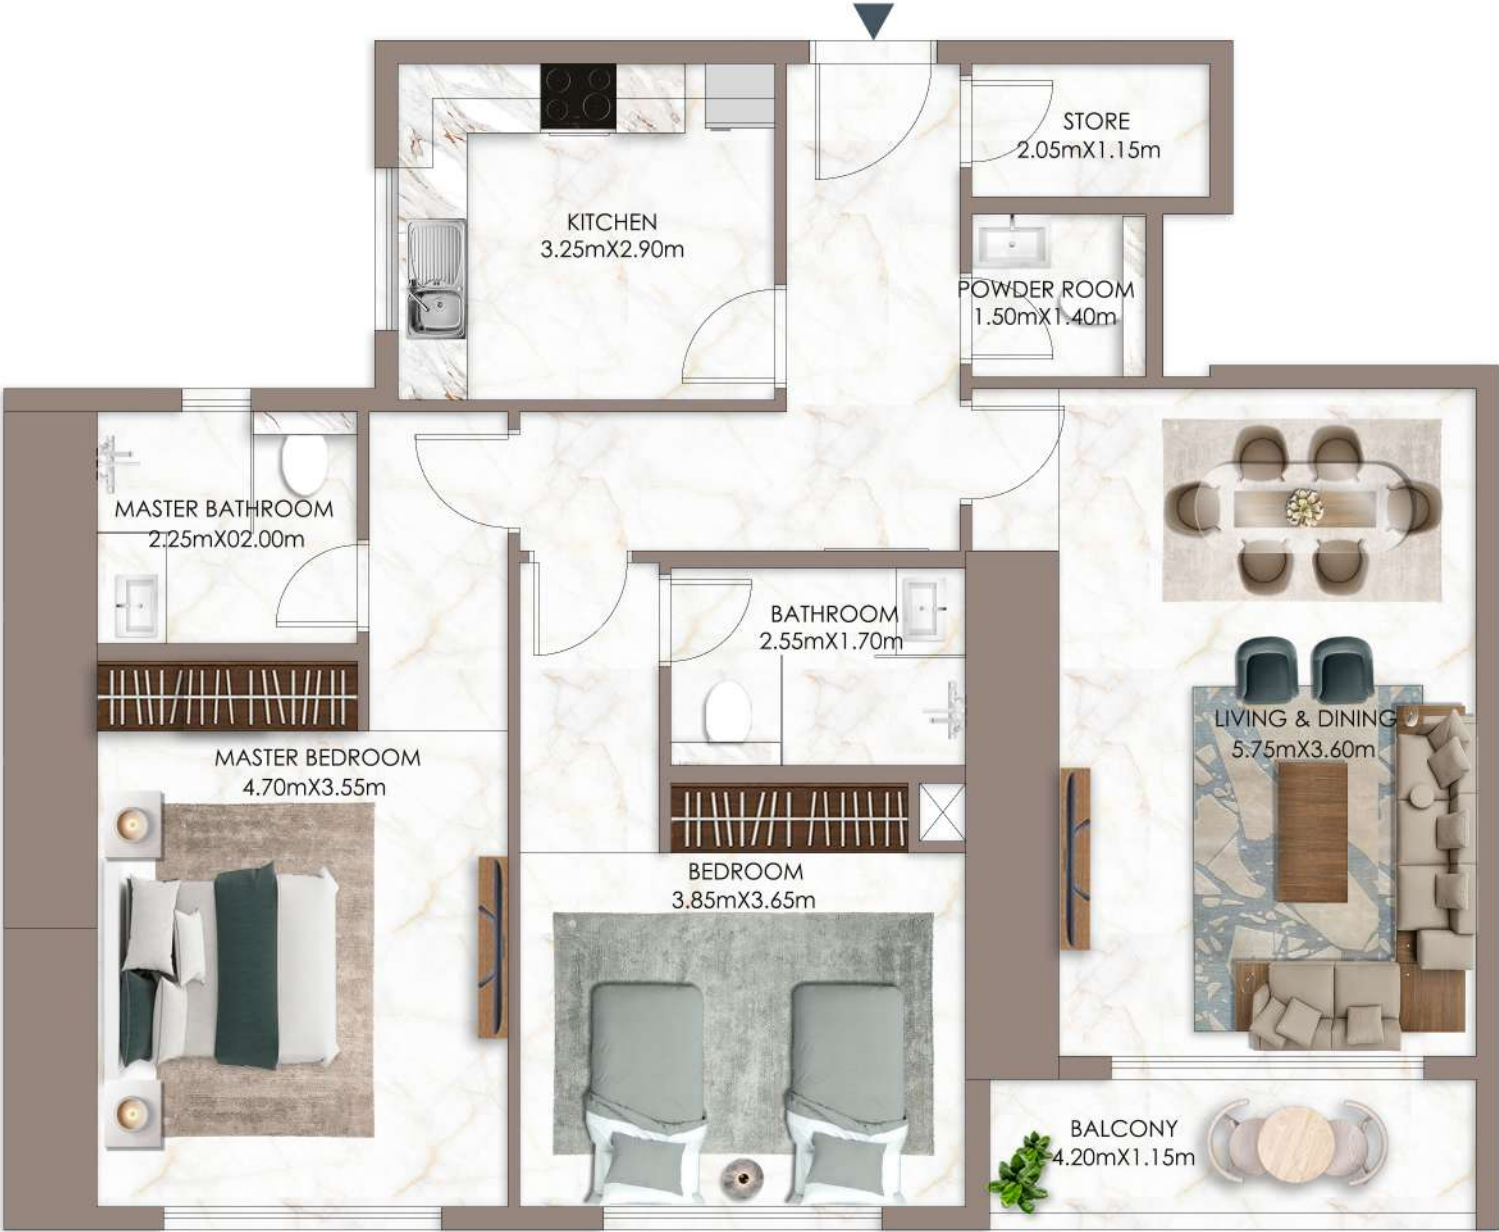 STORE
2.05mX1.15m
KITCHEN
3.25mX2.90m
POWDER ROOM
1.50mX1.40m
MASTER BATHROOM
2.25mX02.00m
BATHROOM
2.55mX1.70m
LIVING & DINING
5.75mX3.60m
MASTER BEDROOM
4.70mX3.55m
BEDROOM
3.85mX3.65m
BALCONY
4.20mX1.15m